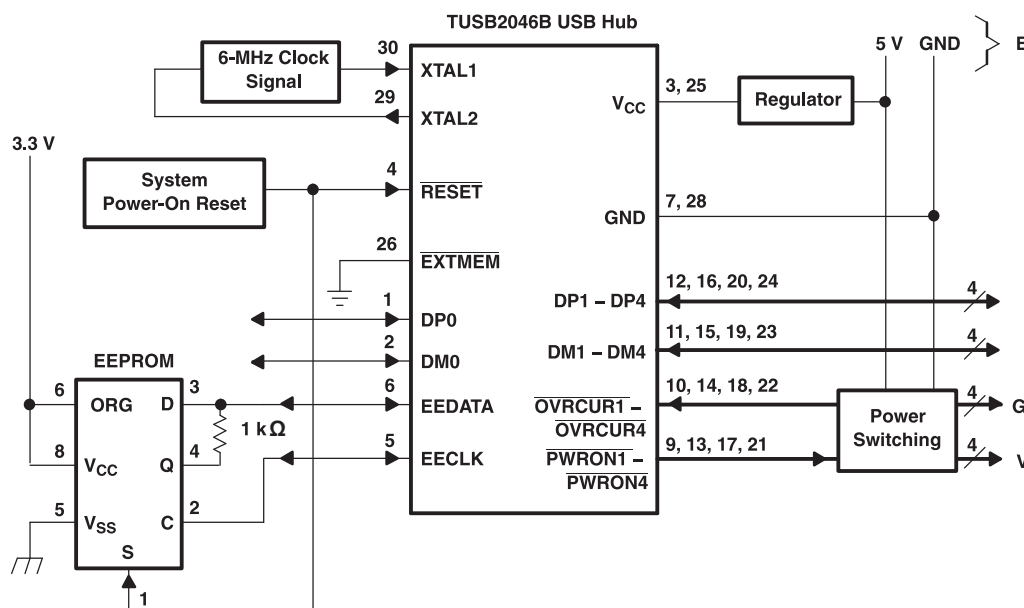 TUSB2046B USB Hub
6-MHz Clock
Signal
30
XTAL1
29
XTAL2
5 V GND
E
3, 25
VCC
Regulator
3.3 V
System
Power-On Reset
4
RESET
7, 28
GND
26
EXTMEM
12, 16, 20, 24
DP1 – DP4
4
1
DP0
11, 15, 19, 23
DM1 – DM4
4
2
DM0
EEPROM
6
ORG
D
3
6
EEDATA
10, 14, 18, 22
OVRCUR1 –
OVRCUR4
Power
Switching
4
G
1 kΩ
8
VCC
Q
4
5
EECLK
9, 13, 17, 21
PWRON1 –
PWRON4
4
V
5
VSS
C
2
S
1